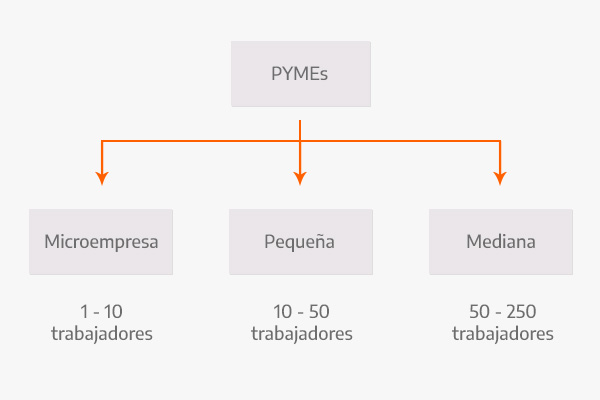 PYMEs
Microempresa
Pequeña
Mediana
1 - 10
trabajadores
10 - 50
trabajadores
50 - 250
trabajadores